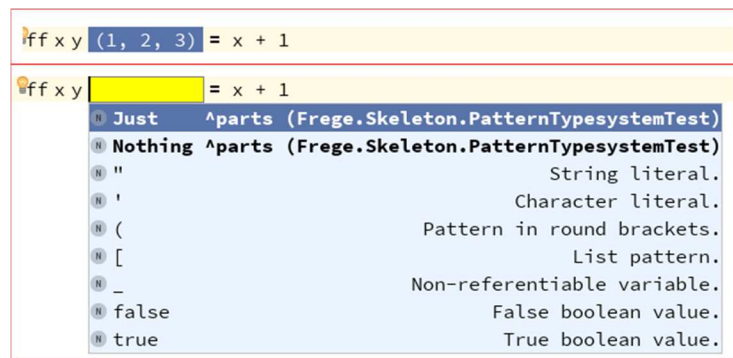 ff x y (1, 2, 3) = x + 1
ff x y = x + 1
Just ^parts (Frege.Skeleton.PatternTypesystemTest)
Nothing ^parts (Frege.Skeleton.PatternTypesystemTest)
" String literal.
' Character literal.
( Pattern in round brackets.
[ List pattern.
_ Non-referentiable variable.
false False boolean value.
true True boolean value.